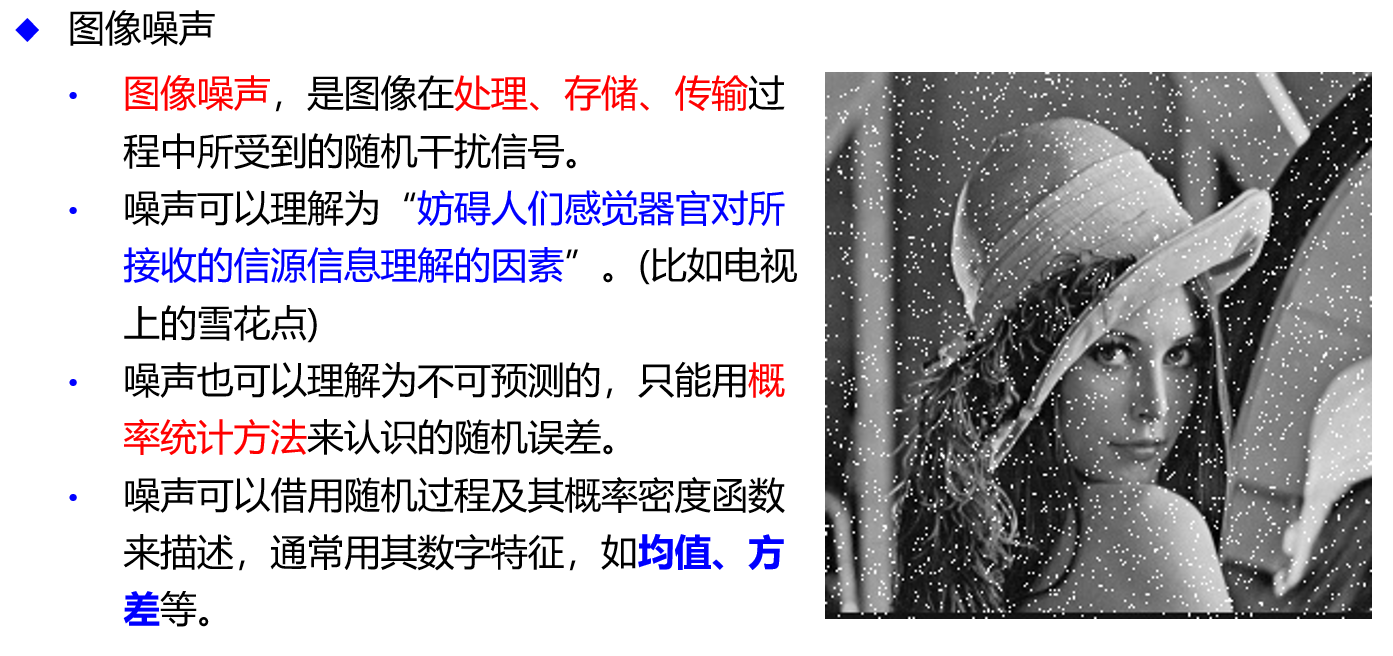 图像噪声
图像噪声，是图像在处理、存储、传输过
程中所受到的随机干扰信号。
噪声可以理解为“妨碍人们感觉器官对所
接收的信源信息理解的因素”。(比如电视
上的雪花点)
噪声也可以理解为不可预测的，只能用概
率统计方法来认识的随机误差。
噪声可以借用随机过程及其概率密度函数
来描述，通常用其数字特征，如均值、方
差等。